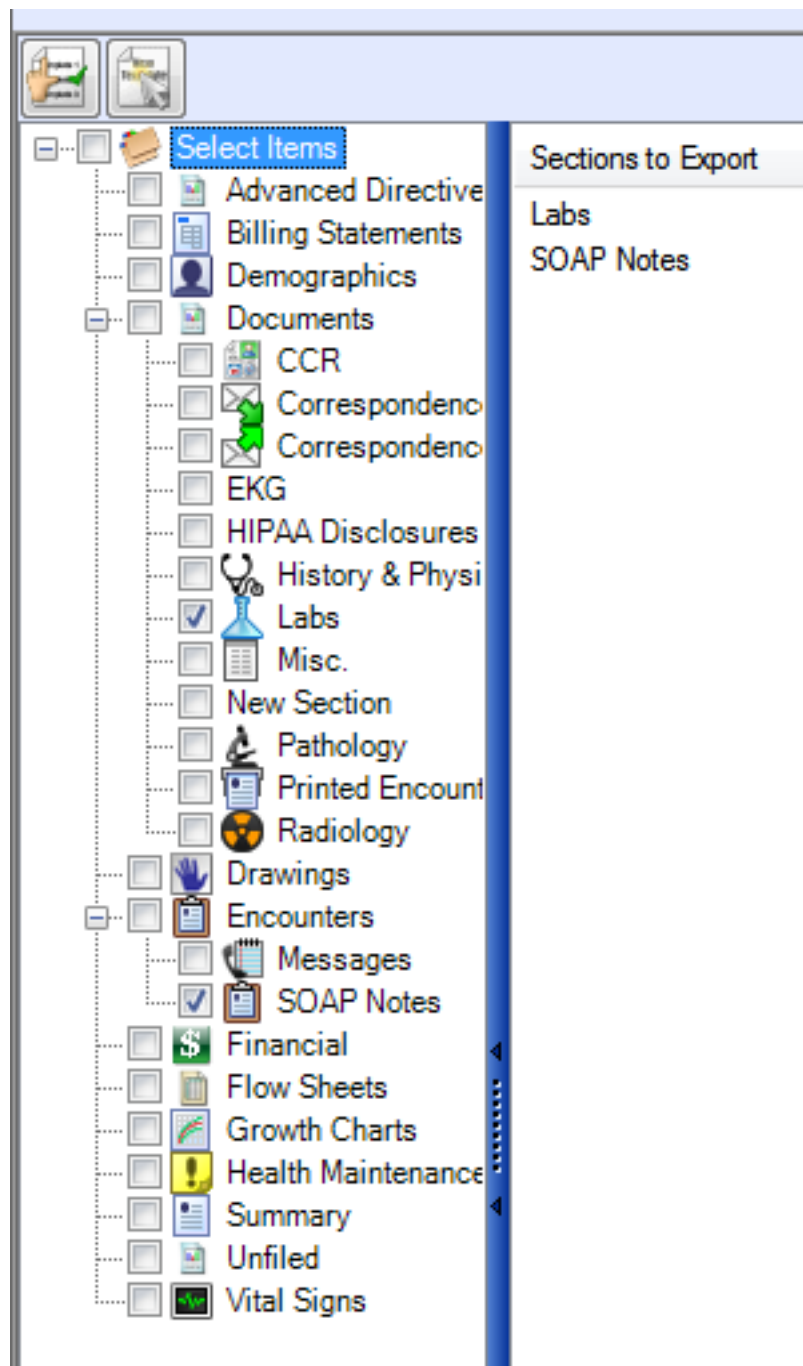 Select Items
Advanced Directive
Billing Statements
Demographics
Documents
CCR
Correspondenc
Correspondenc
EKG
HIPAA Disclosures
History & Physi
Labs
Misc.
New Section
Pathology
Printed Encount
Radiology
Drawings
Encounters
Messages
SOAP Notes
Financial
Flow Sheets
Growth Charts
Health Maintenance
Summary
Unfiled
Vital Signs
Sections to Export
Labs
SOAP Notes